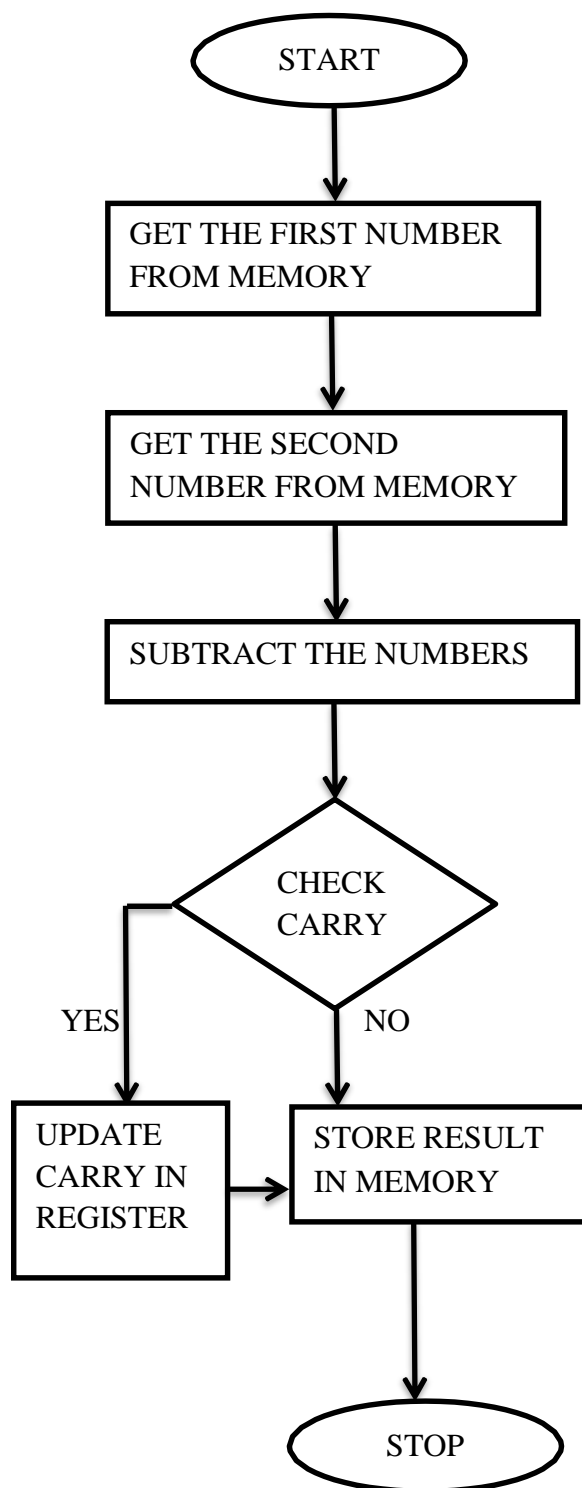 START
GET THE FIRST NUMBER
FROM MEMORY
GET THE SECOND
NUMBER FROM MEMORY
SUBTRACT THE NUMBERS
CHECK
CARRY
YES
NO
UPDATE
CARRY IN
REGISTER
STORE RESULT
IN MEMORY
STOP